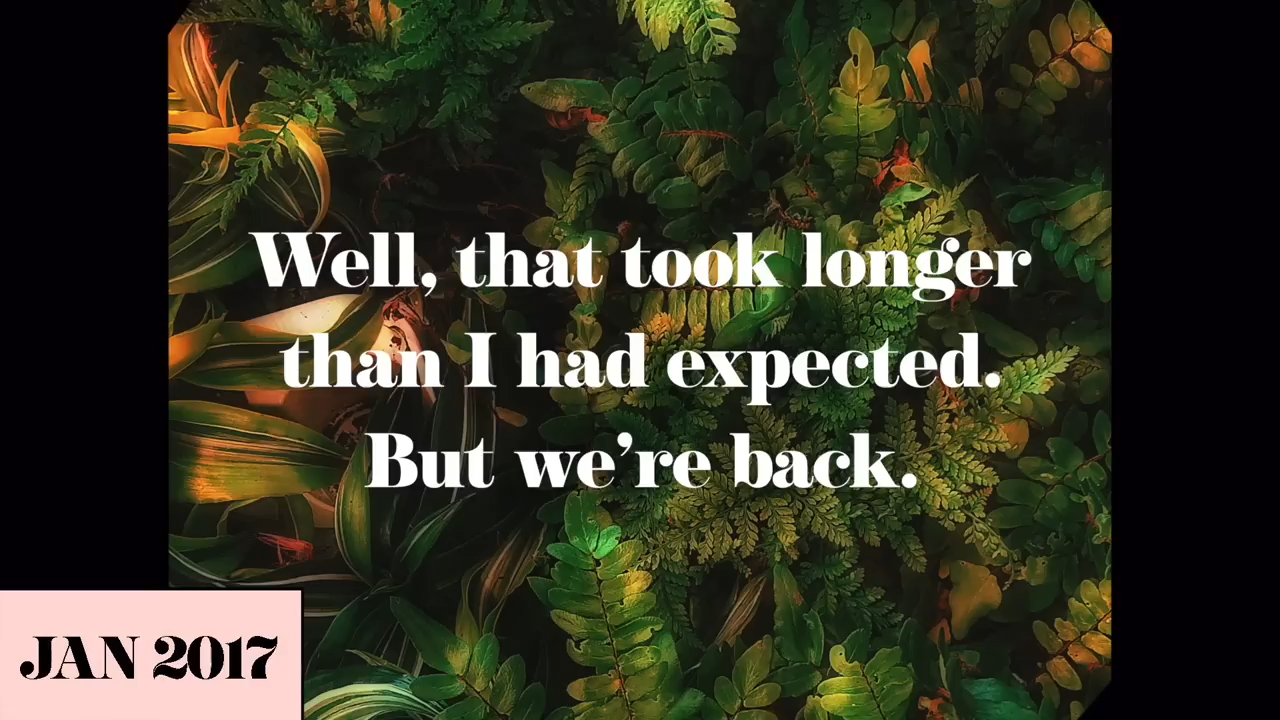 Well, that took longer
than I had expected.
But we’re back.
JAN 2017